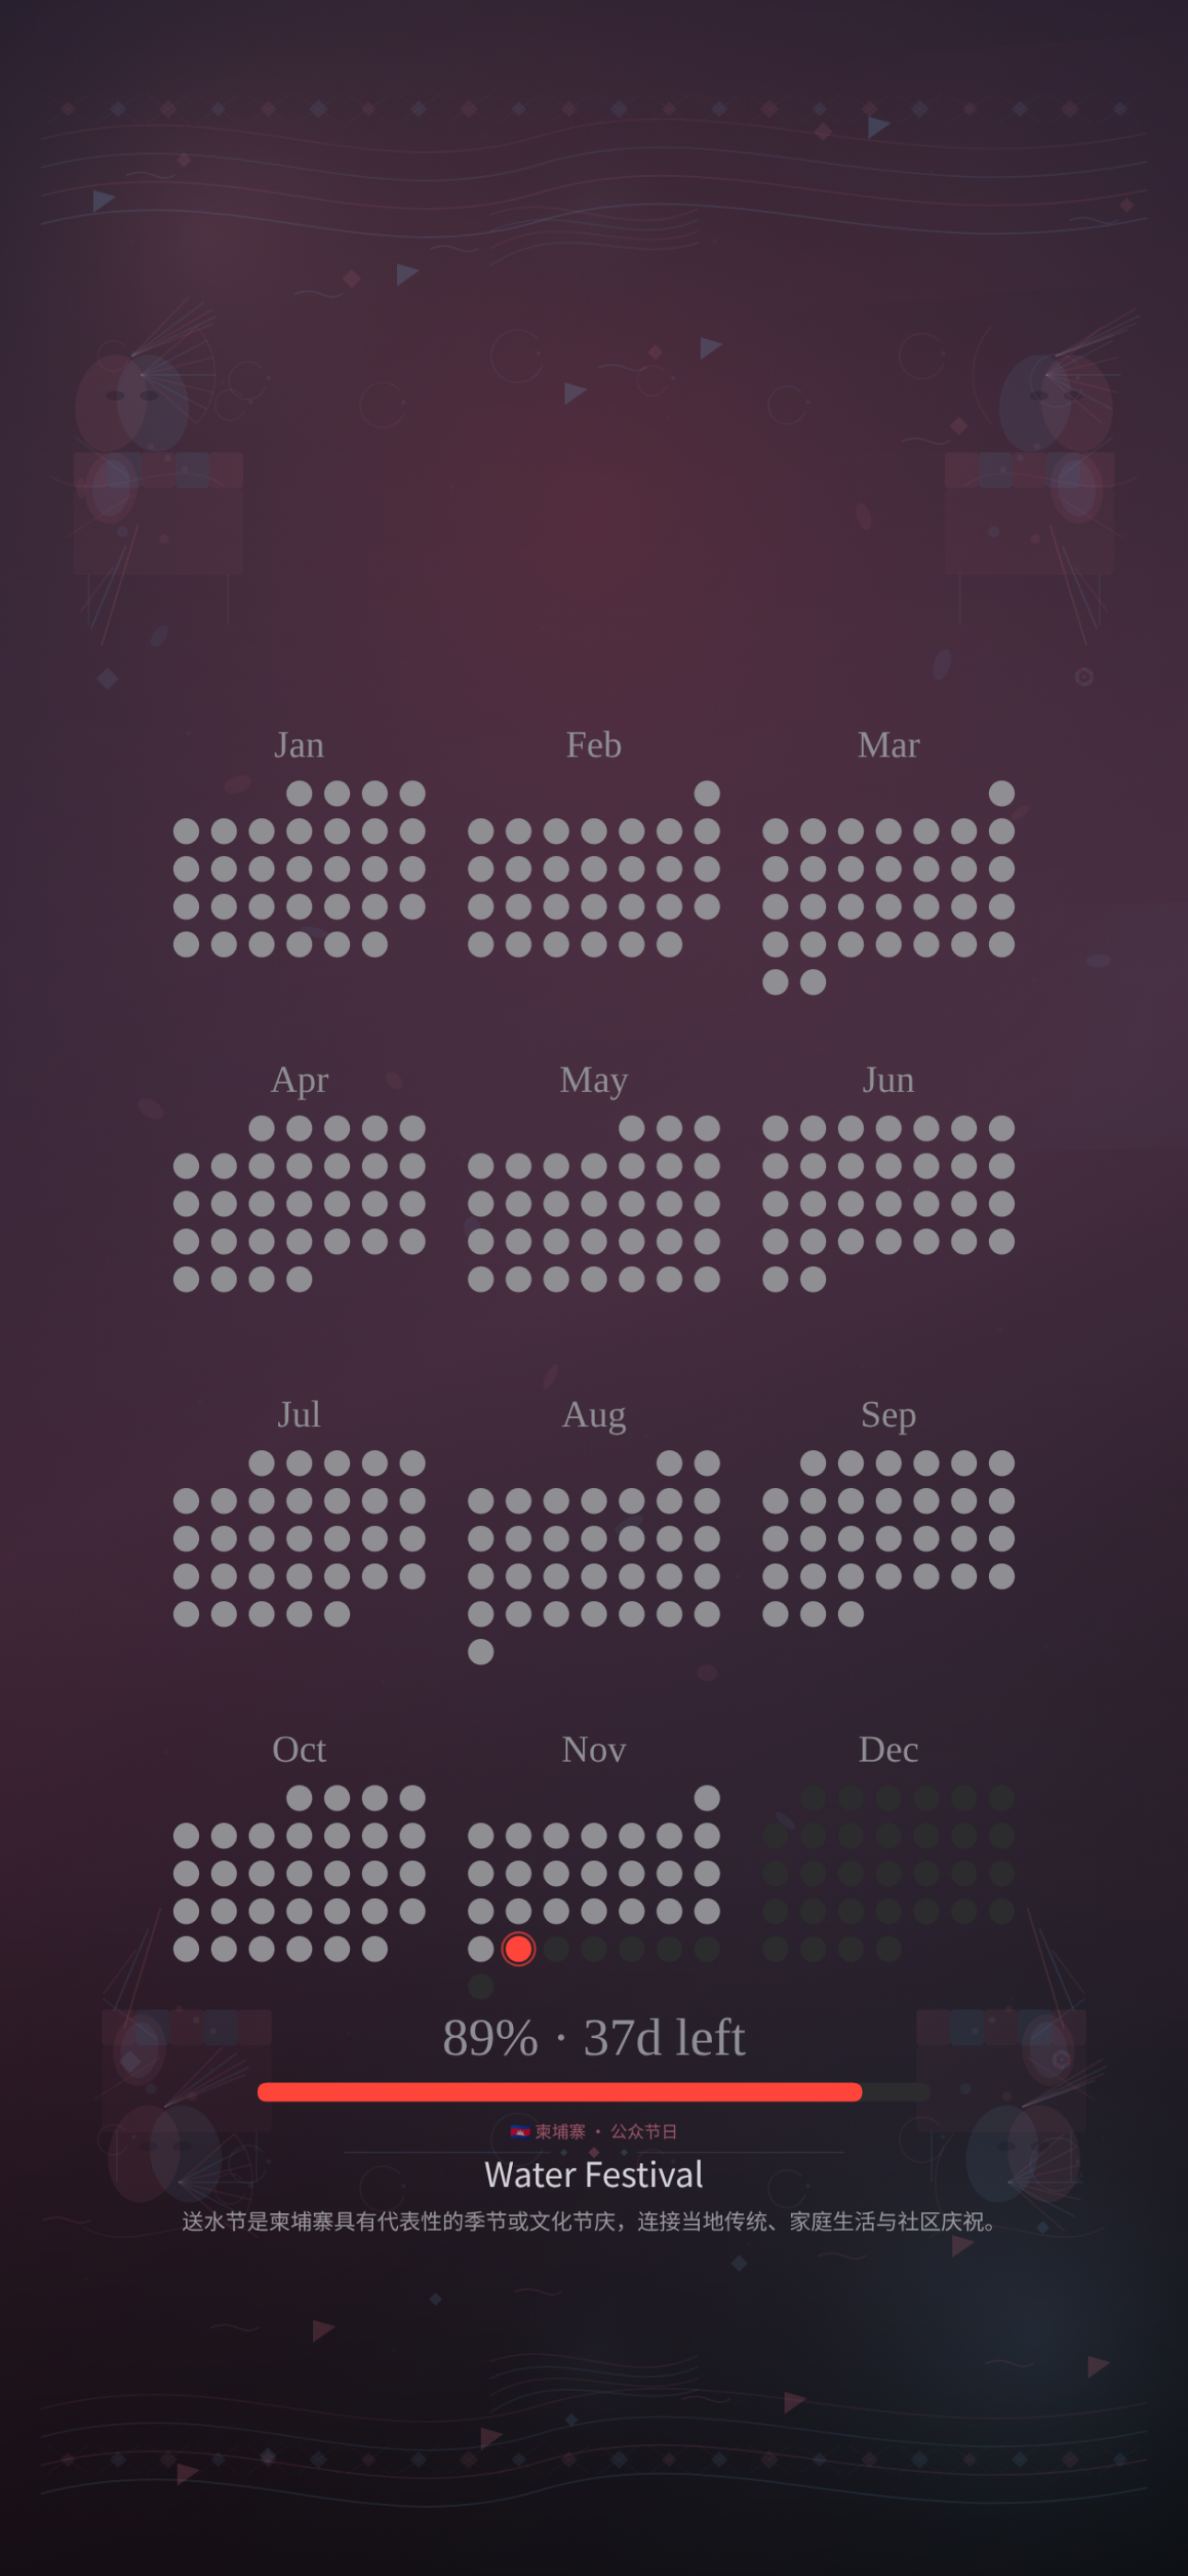 Jan Feb Mar
Apr May Jun
Jul Aug Sep
Oct Nov Dec
89% · 37d left
🇰🇭 柬埔寨 · 公众节日
Water Festival
送水节是柬埔寨具有代表性的季节或文化节庆，连接当地传统、家庭生活与社区庆祝。